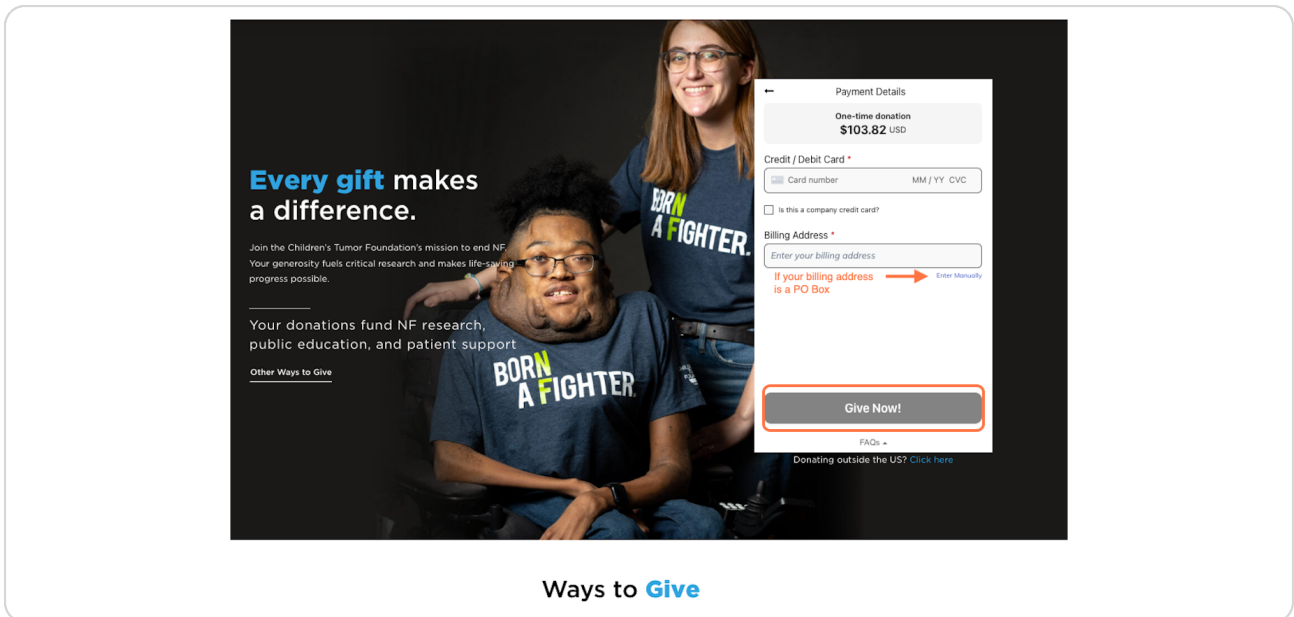 Every gift makes
a difference.
Join the Children's Tumor Foundation's mission to end NF.
Your generosity fuels critical research and makes life-saving
progress possible.
Your donations fund NF research,
public education, and patient support
Other Ways to Give
BORN
A FIGHTER.
BORN
A FIGHTER.
Payment Details
One-time donation
$103.82 USD
Credit / Debit Card *
Card number MM / YY CVC
Is this a company credit card?
Billing Address *
Enter your billing address
If your billing address
is a PO Box
Enter Manually
Give Now!
FAQs
Donating outside the US? Click here
Ways to Give